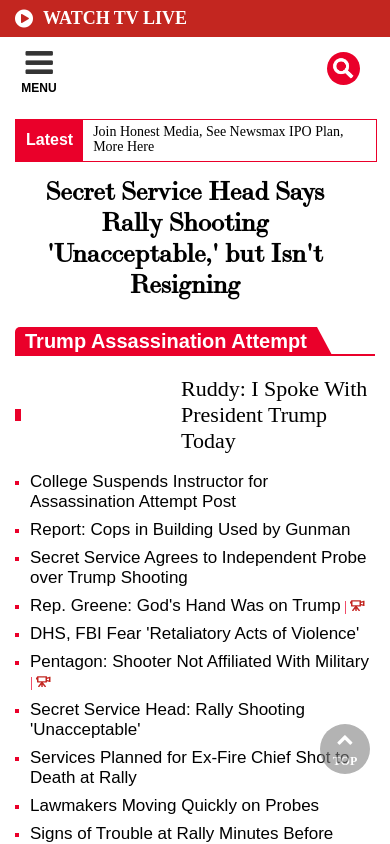 WATCH TV LIVE
MENU
Latest
Join Honest Media, See Newsmax IPO Plan,
More Here
Secret Service Head Says
Rally Shooting
'Unacceptable,' but Isn't
Resigning
Trump Assassination Attempt
Ruddy: I Spoke With
President Trump
Today
College Suspends Instructor for
Assassination Attempt Post
Report: Cops in Building Used by Gunman
Secret Service Agrees to Independent Probe
over Trump Shooting
Rep. Greene: God's Hand Was on Trump |
DHS, FBI Fear 'Retaliatory Acts of Violence'
Pentagon: Shooter Not Affiliated With Military
|
Secret Service Head: Rally Shooting
'Unacceptable'
Services Planned for Ex-Fire Chief Shot to
Death at Rally
TOP
Lawmakers Moving Quickly on Probes
Signs of Trouble at Rally Minutes Before